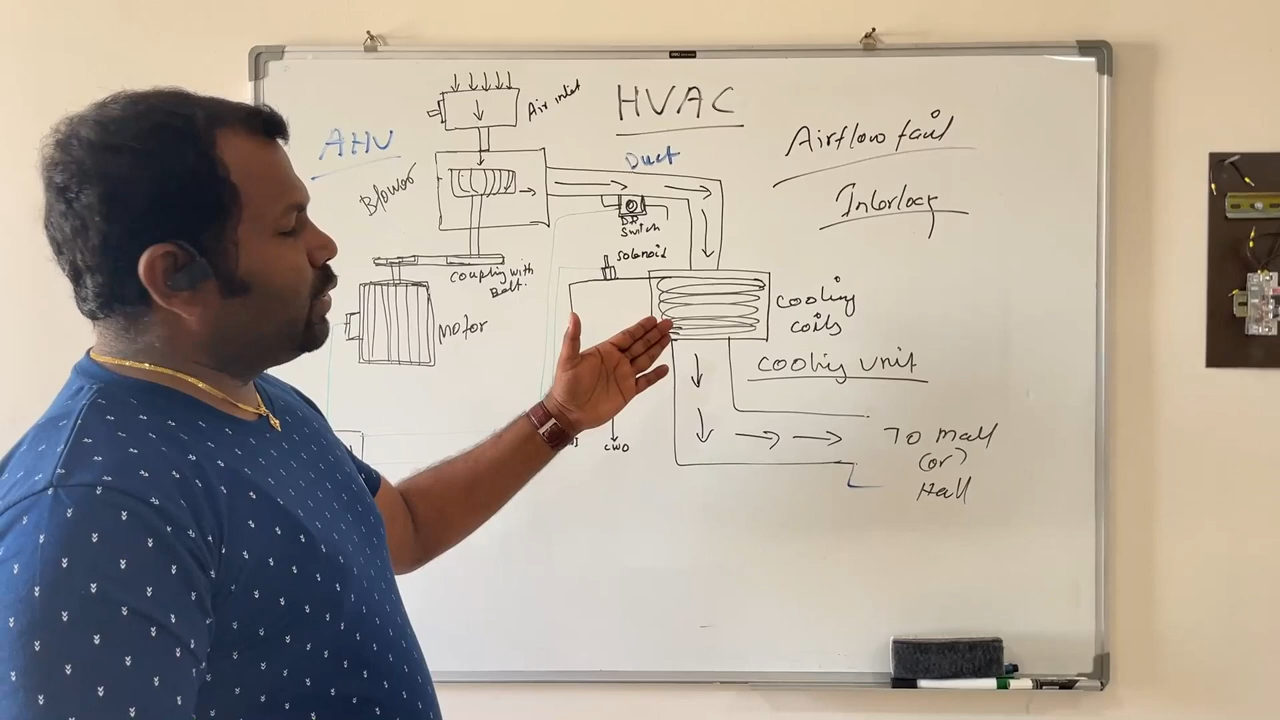 HVAC
Air inlet
AHU
Blower
Duct
Airflow fail
Interlock
DP
Switch
Solenoid
Coupling with
Belt.
Motor
Cooling
Coils
Cooling unit
CWO
To Mall
(or)
Hall